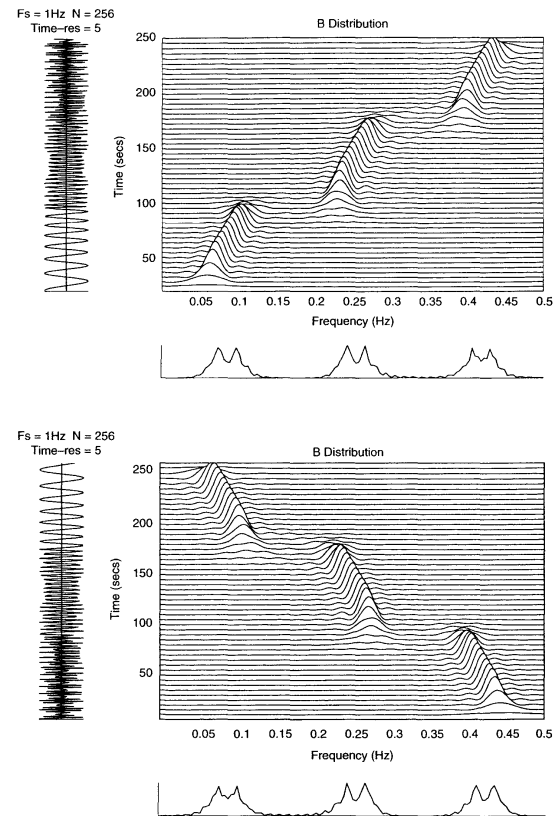 Fs = 1Hz N = 256
Time–res = 5
B Distribution
250
200
150
100
50
Time (secs)
0.05 0.1 0.15 0.2 0.25 0.3 0.35 0.4 0.45 0.5
Frequency (Hz)
Fs = 1Hz N = 256
Time–res = 5
B Distribution
250
200
150
100
50
Time (secs)
0.05 0.1 0.15 0.2 0.25 0.3 0.35 0.4 0.45 0.5
Frequency (Hz)